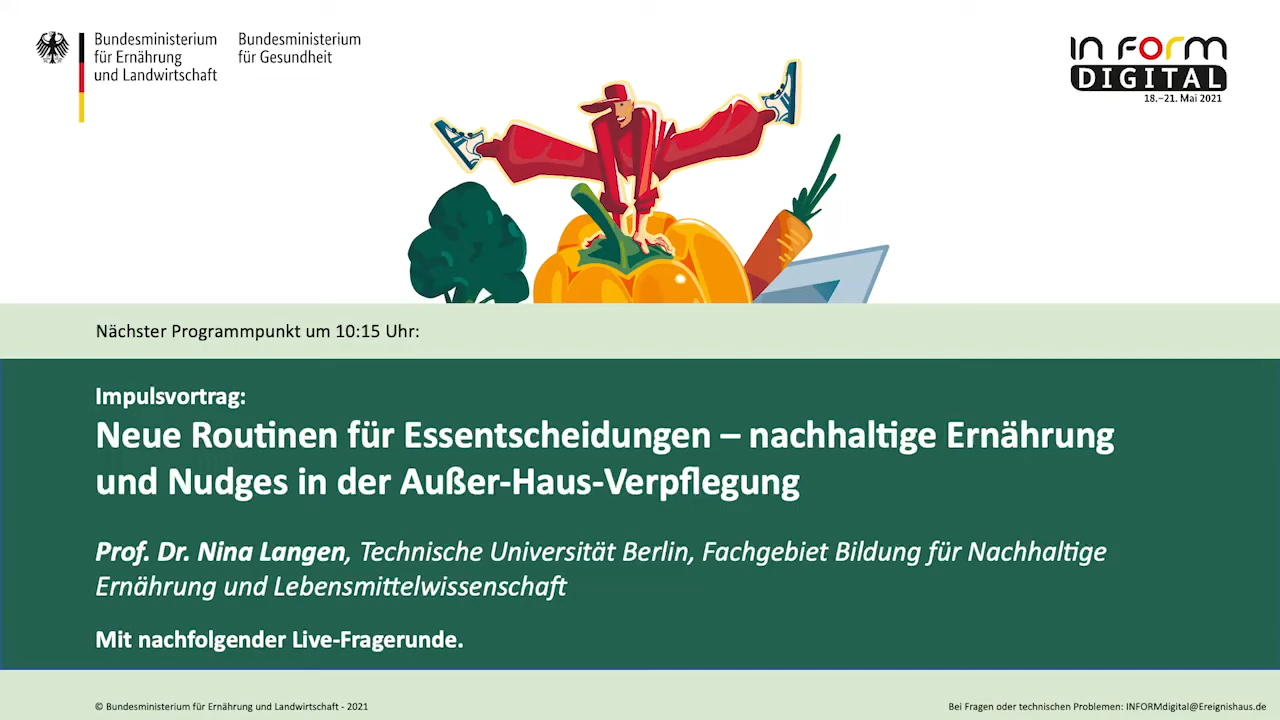 Bundesministerium
für Ernährung
und Landwirtschaft
Bundesministerium
für Gesundheit
IN FORM
DIGITAL
18.–21. Mai 2021
Nächster Programmpunkt um 10:15 Uhr:
Impulsvortrag:
Neue Routinen für Essentscheidungen – nachhaltige Ernährung
und Nudges in der Außer-Haus-Verpflegung
Prof. Dr. Nina Langen, Technische Universität Berlin, Fachgebiet Bildung für Nachhaltige
Ernährung und Lebensmittelwissenschaft
Mit nachfolgender Live-Fragerunde.
© Bundesministerium für Ernährung und Landwirtschaft - 2021
Bei Fragen oder technischen Problemen: INFORMdigital@Ereignishaus.de